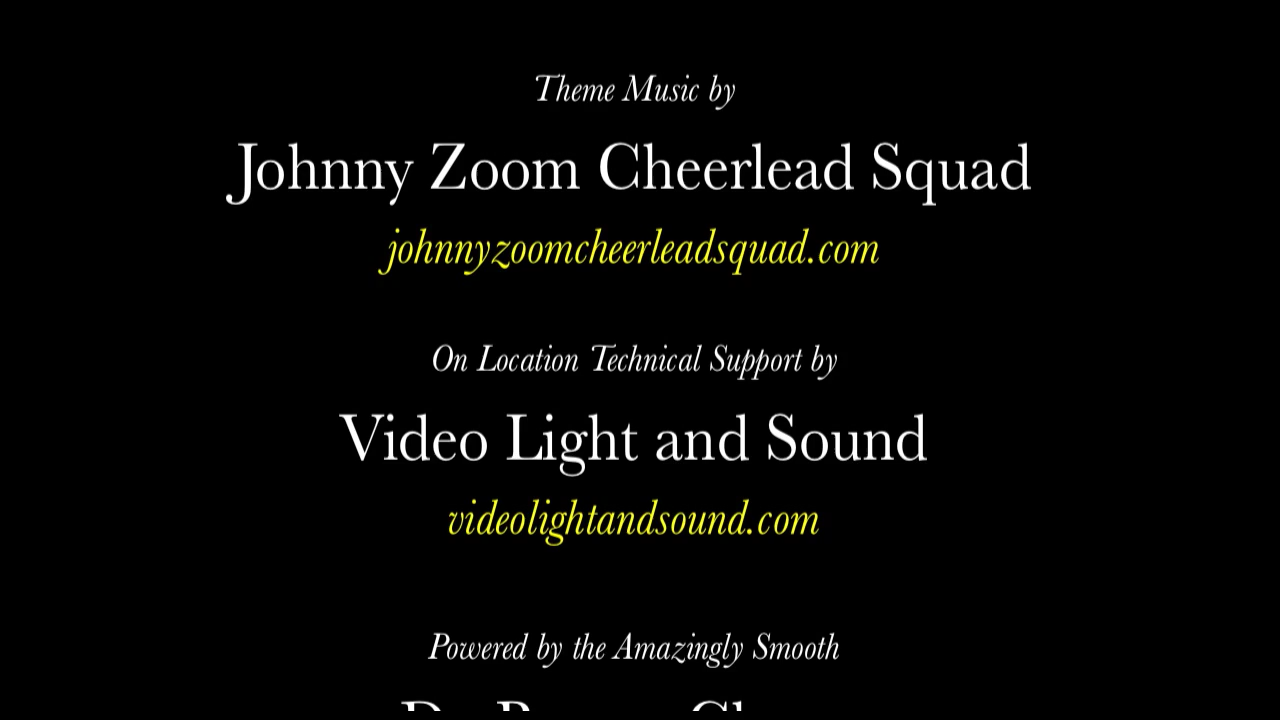 Theme Music by
Johnny Zoom Cheerlead Squad
johnnyzoomcheerleadsquad.com
On Location Technical Support by
Video Light and Sound
videolightandsound.com
Powered by the Amazingly Smooth